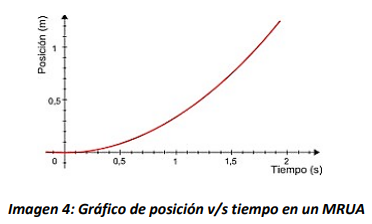 Posición (m)
1
0,5
0
0,5
1
1,5
2
Tiempo (s)
Imagen 4: Gráfico de posición v/s tiempo en un MRUA